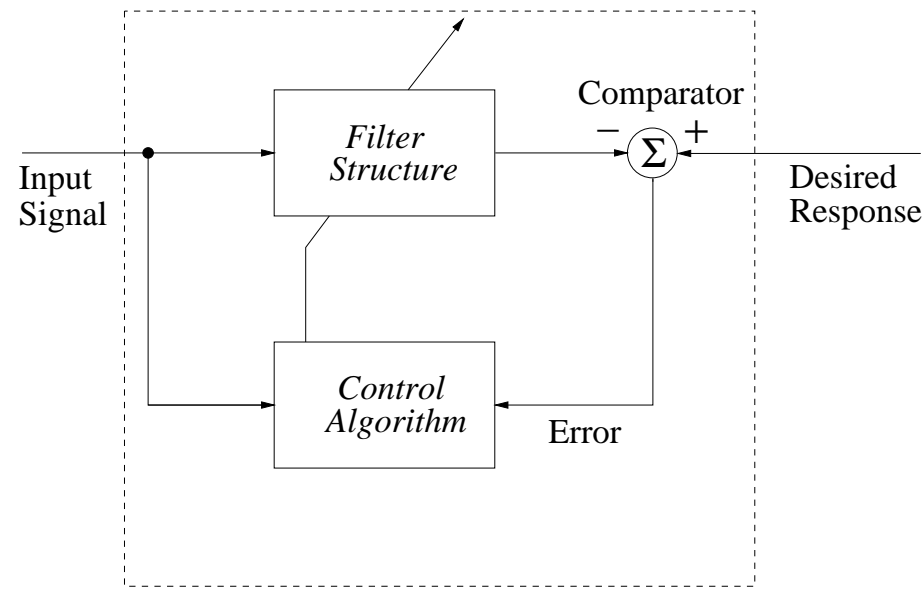 Comparator
Filter
Structure
− +
Σ
Input
Signal
Desired
Response
Control
Algorithm
Error